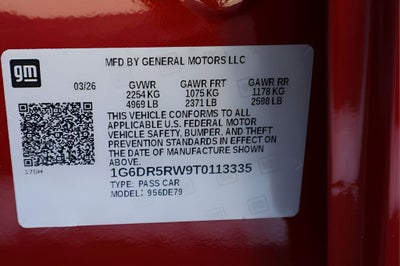 gm
MFD BY GENERAL MOTORS LLC
03/26 GVWR GAWR FRT GAWR RR
2254 KG 1075 KG 1178 KG
4969 LB 2371 LB 2598 LB
THIS VEHICLE CONFORMS TO ALL
APPLICABLE U.S. FEDERAL MOTOR
VEHICLE SAFETY, BUMPER, AND THEFT
PREVENTION STANDARDS IN EFFECT ON
THE DATE OF MANUFACTURE SHOWN
ABOVE.
170H
1G6DR5RW9T0113335
TYPE: PASS CAR
MODEL: 956DE79